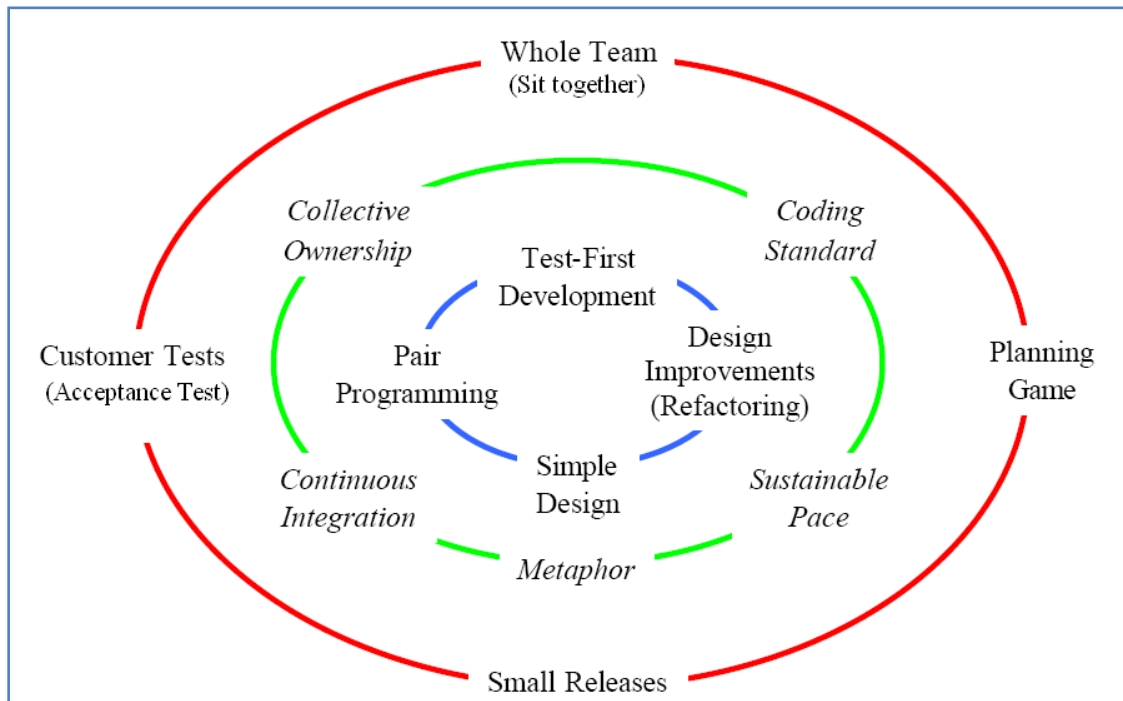 Whole Team
(Sit together)
Collective
Ownership
Coding
Standard
Test-First
Development
Customer Tests
(Acceptance Test)
Pair
Programming
Design
Improvements
(Refactoring)
Planning
Game
Continuous
Integration
Simple
Design
Sustainable
Pace
Metaphor
Small Releases